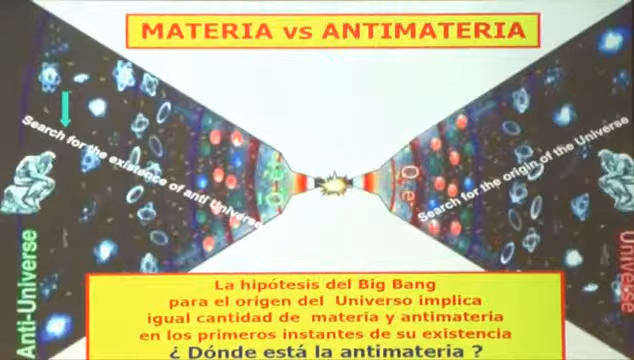 MATERIA vs ANTIMATERIA
Search for the existence of anti Universe
Search for the origin of the Universe
Anti-Universe
Universe
La hipótesis del Big Bang
para el origen del Universo implica
igual cantidad de materia y antimateria
en los primeros instantes de su existencia
¿ Dónde está la antimateria ?